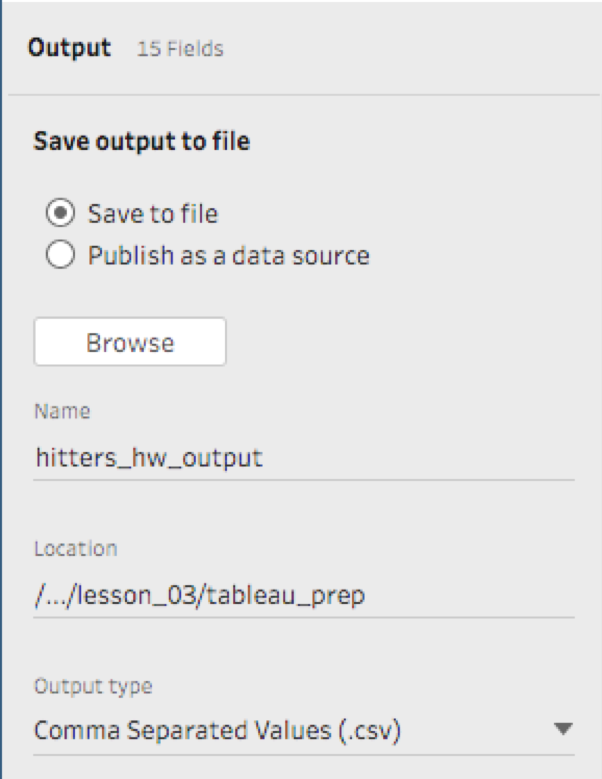 Output 15 Fields
Save output to file
Save to file
Publish as a data source
Browse
Name
hitters_hw_output
Location
/.../lesson_03/tableau_prep
Output type
Comma Separated Values (.csv)